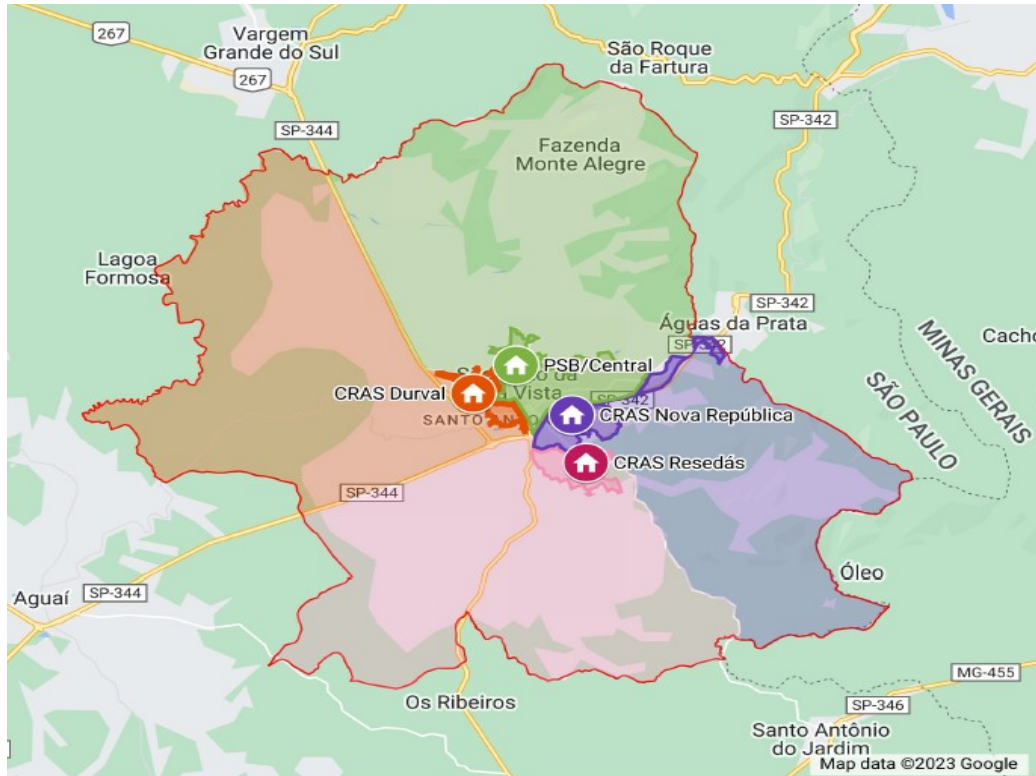 267
Vargem
Grande do Sul
267
São Roque
da Fartura
SP-344
SP-342
Fazenda
Monte Alegre
Lagoa
Formosa
SP-342
Águas da Prata
MINAS GERAIS
SÃO PAULO
PSB/Central
CRAS Durval
Vista
SP-342
SANTO
CRAS Nova República
CRAS Resedás
SP-344
Óleo
Aguaí
SP-344
MG-455
Os Ribeiros
SP-346
Santo Antônio
do Jardim
Map data ©2023 Google